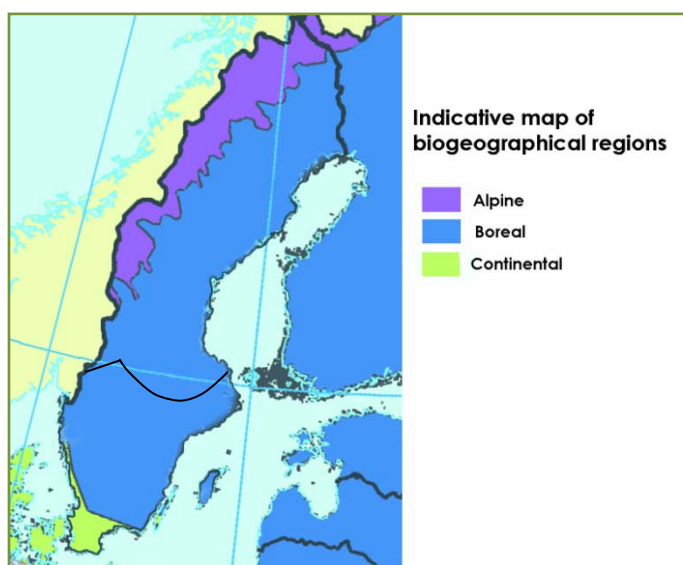 Indicative map of
biogeographical regions
Alpine
Boreal
Continental